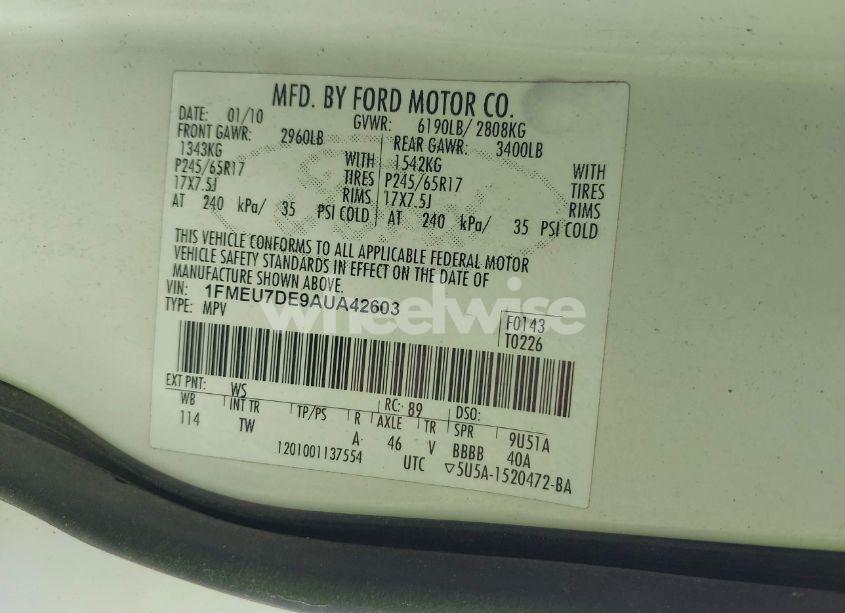 MFD. BY FORD MOTOR CO.
DATE: 01/10 GVWR: 6190LB/ 2808KG
FRONT GAWR: 2960LB REAR GAWR: 3400LB
1343KG WITH 1542KG WITH
P245/65R17 TIRES P245/65R17 TIRES
17X7.5J RIMS 17X7.5J RIMS
AT 240 kPa/ 35 PSI COLD AT 240 kPa/ 35 PSI COLD
THIS VEHICLE CONFORMS TO ALL APPLICABLE FEDERAL MOTOR
VEHICLE SAFETY STANDARDS IN EFFECT ON THE DATE OF
MANUFACTURE SHOWN ABOVE.
VIN: 1FMEU7DE9AUA42603
TYPE: MPV
F0143
T0226
wheelwise
EXT PNT: WS RC: 89 DSO:
WB INT TR TP/PS R AXLE TR SPR 9U51A
114 TW A 46 V BBBB 40A
1201001137554 UTC ▽5U5A-1520472-BA